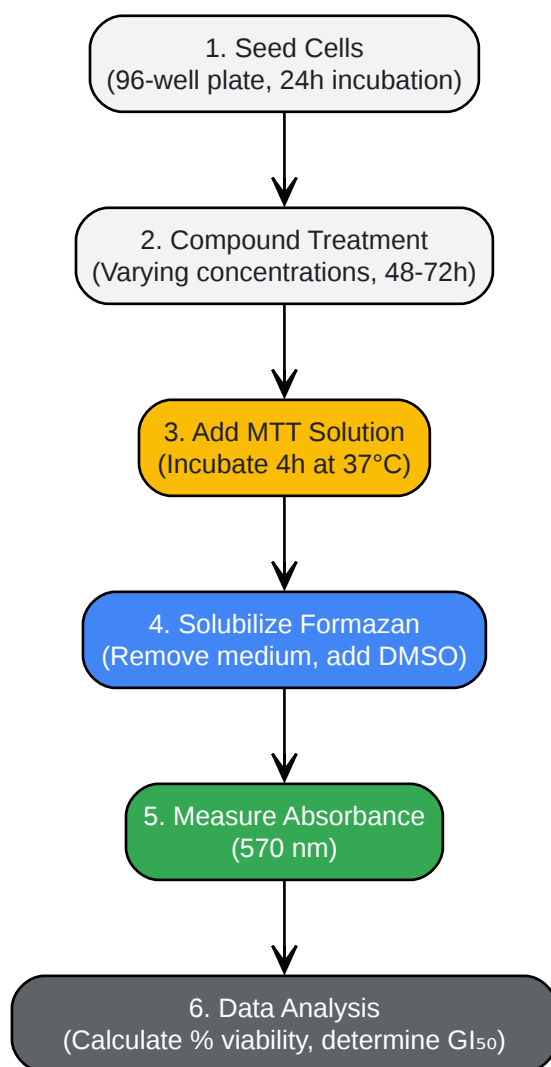 1. Seed Cells
(96-well plate, 24h incubation)
2. Compound Treatment
(Varying concentrations, 48-72h)
3. Add MTT Solution
(Incubate 4h at 37°C)
4. Solubilize Formazan
(Remove medium, add DMSO)
5. Measure Absorbance
(570 nm)
6. Data Analysis
(Calculate % viability, determine GI₅₀)